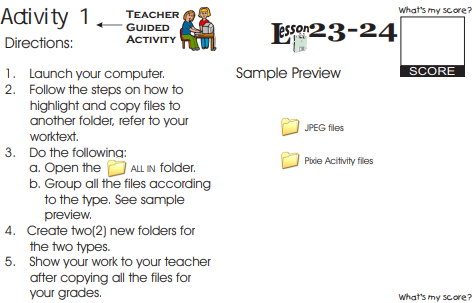 Activity 1
TEACHER
GUIDED
ACTIVITY
Lesson 23-24
What's my score?
SCORE
Directions:
1. Launch your computer.
2. Follow the steps on how to
highlight and copy files to
another folder, refer to your
worktext.
3. Do the following:
a. Open the ALL IN folder.
b. Group all the files according
to the type. See sample
preview.
4. Create two(2) new folders for
the two types.
5. Show your work to your teacher
after copying all the files for
your grades.
Sample Preview
JPEG files
Pixie Acitivity files
What's my score?